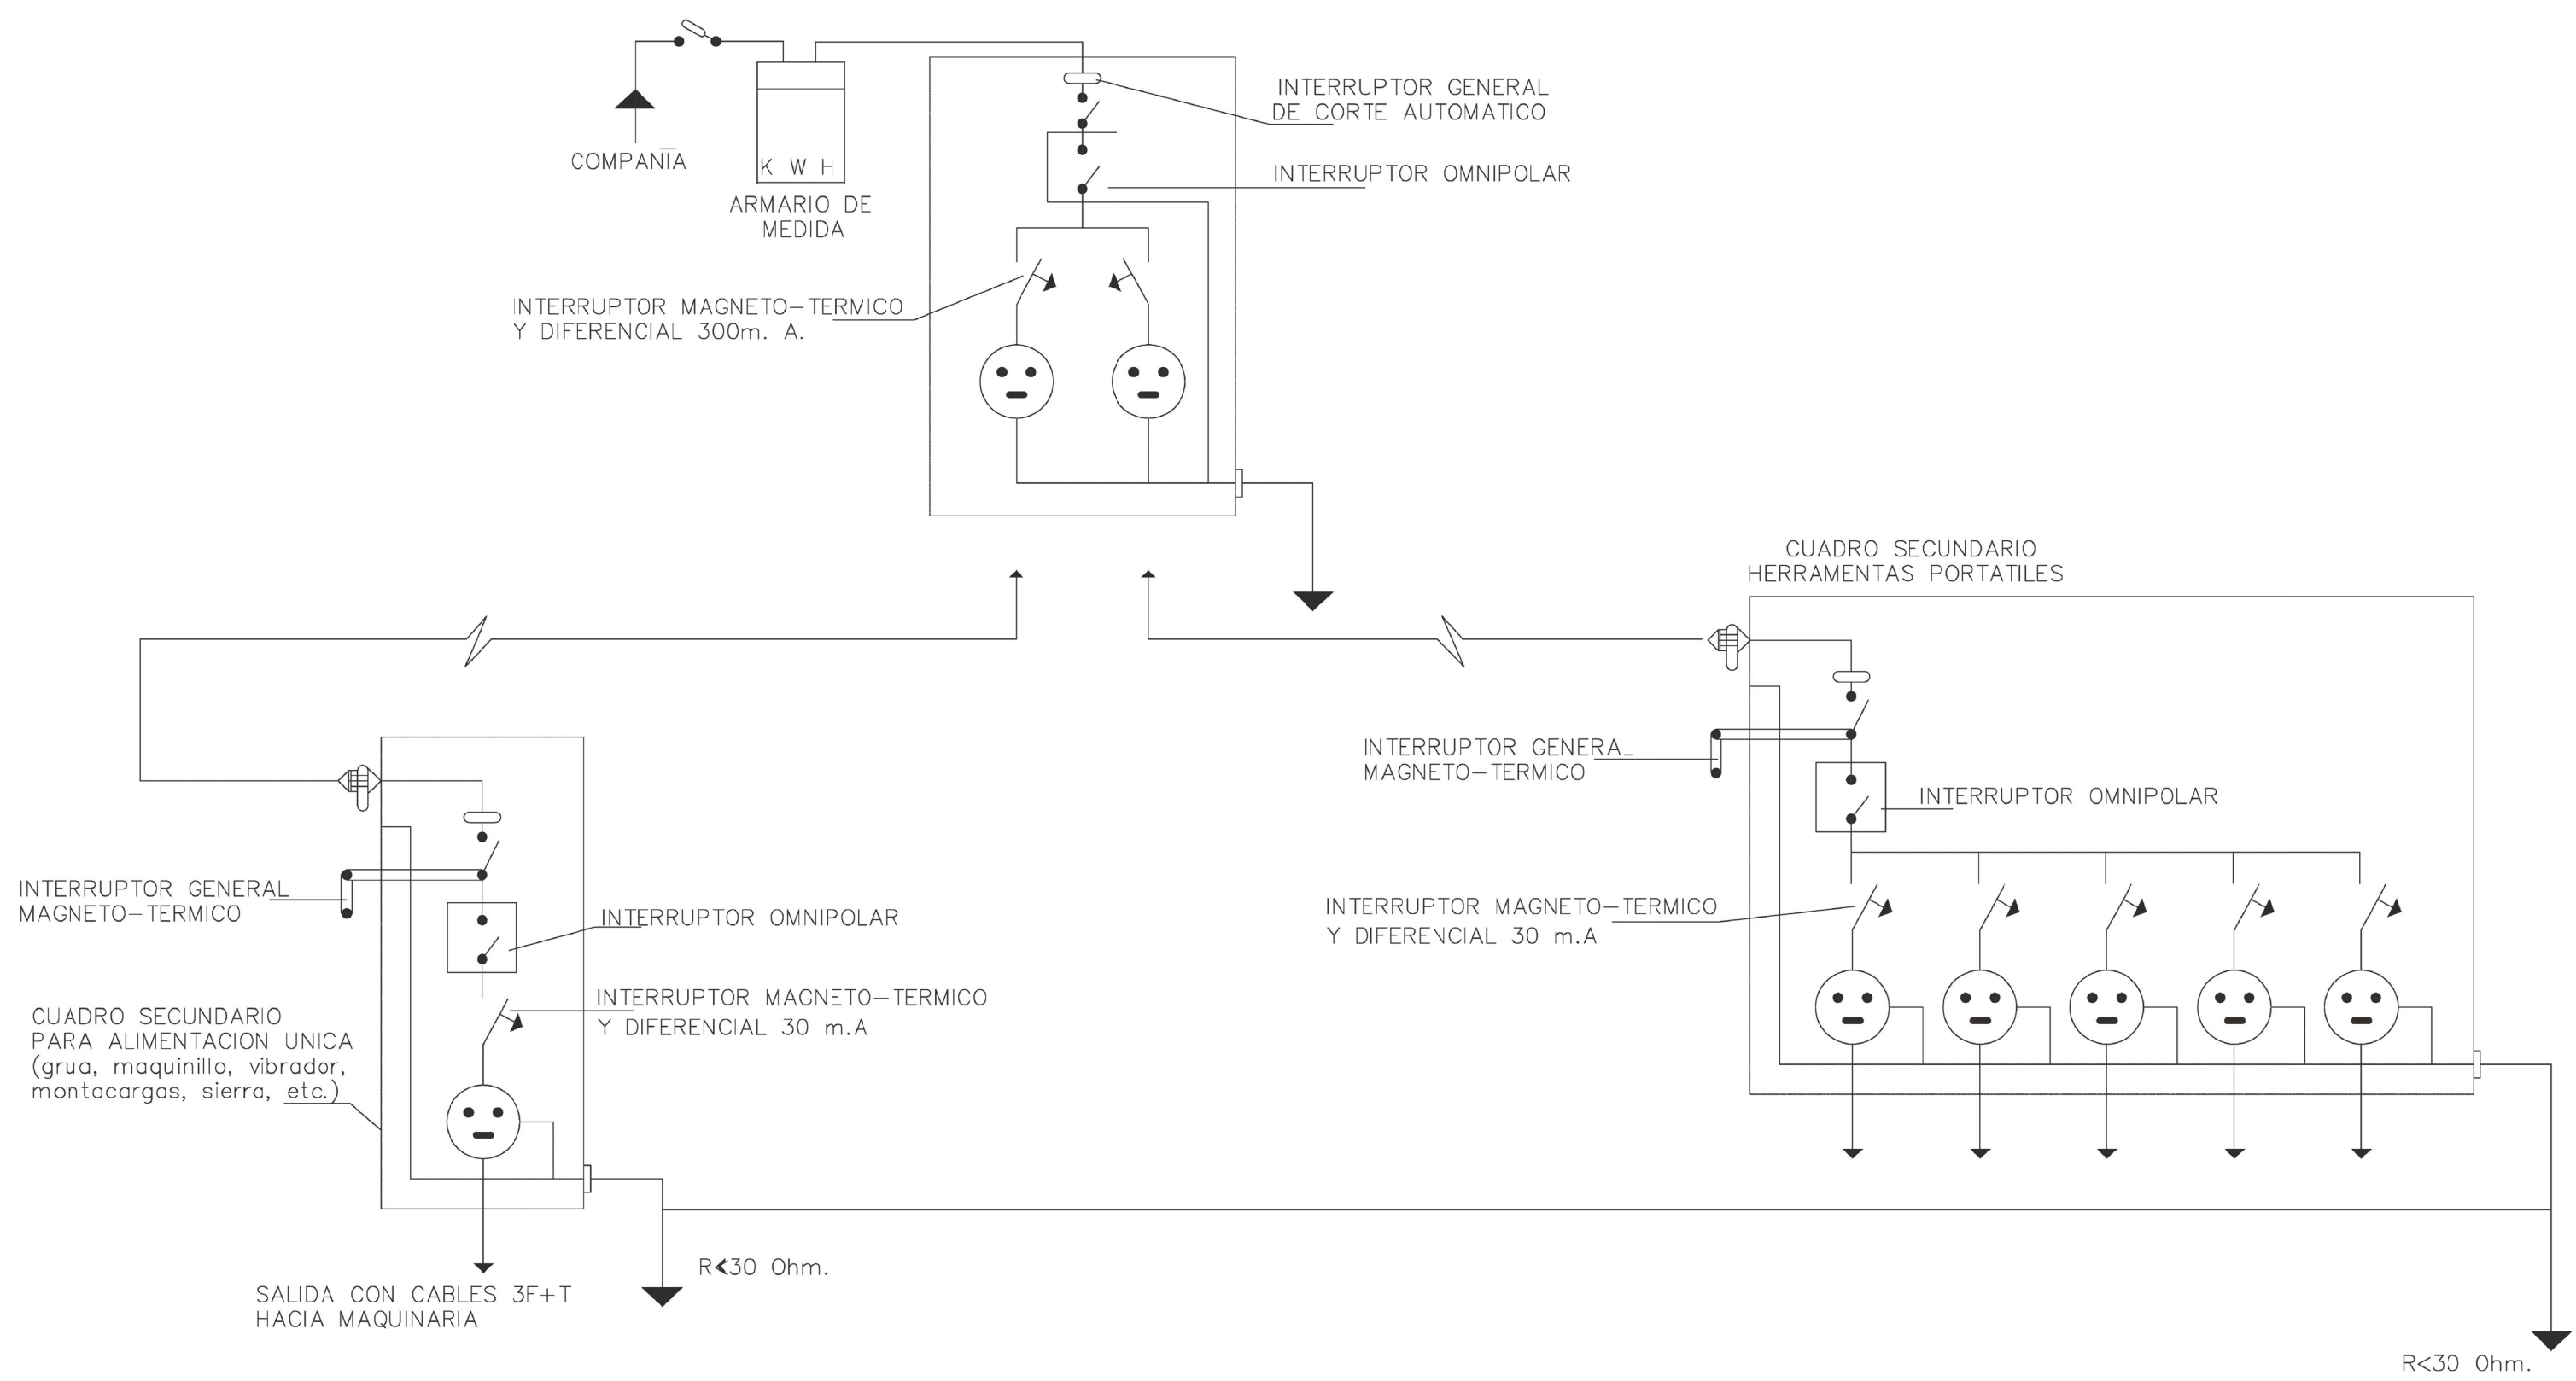 INTERRUPTOR GENERAL
DE CORTE AUTOMATICO
COMPAÑIA
K W H
INTERRUPTOR OMNIPOLAR
ARMARIO DE
MEDIDA
INTERRUPTOR MAGNETO-TERMICO
Y DIFERENCIAL 300m. A.
CUADRO SECUNDARIO
HERRAMENTAS PORTATILES
INTERRUPTOR GENERAL
MAGNETO-TERMICO
INTERRUPTOR OMNIPOLAR
INTERRUPTOR MAGNETO-TERMICO
Y DIFERENCIAL 30 m.A
INTERRUPTOR GENERAL
MAGNETO-TERMICO
INTERRUPTOR OMNIPOLAR
INTERRUPTOR MAGNETO-TERMICO
Y DIFERENCIAL 30 m.A
CUADRO SECUNDARIO
PARA ALIMENTACION UNICA
(grua, maquinillo, vibrador,
montacargas, sierra, etc.)
R<30 Ohm.
SALIDA CON CABLES 3F+T
HACIA MAQUINARIA
R<30 Ohm.